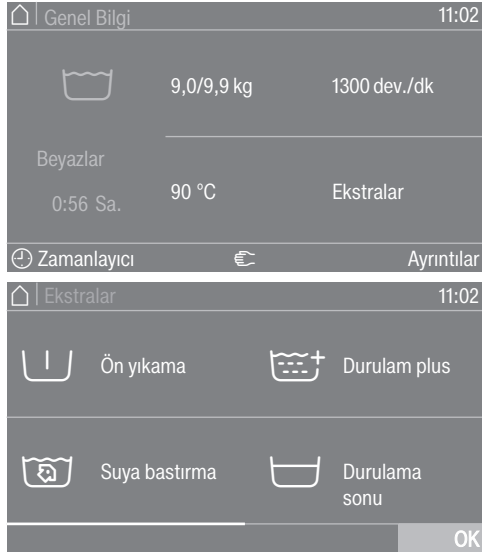 Genel Bilgi 11:02
9,0/9,9 kg 1300 dev./dk
Beyazlar
0:56 Sa.
90 °C Ekstralar
Zamanlayıcı Ayrıntılar
Ekstralar 11:02
Ön yıkama Durulam plus
Suya bastırma Durulama
sonu
OK